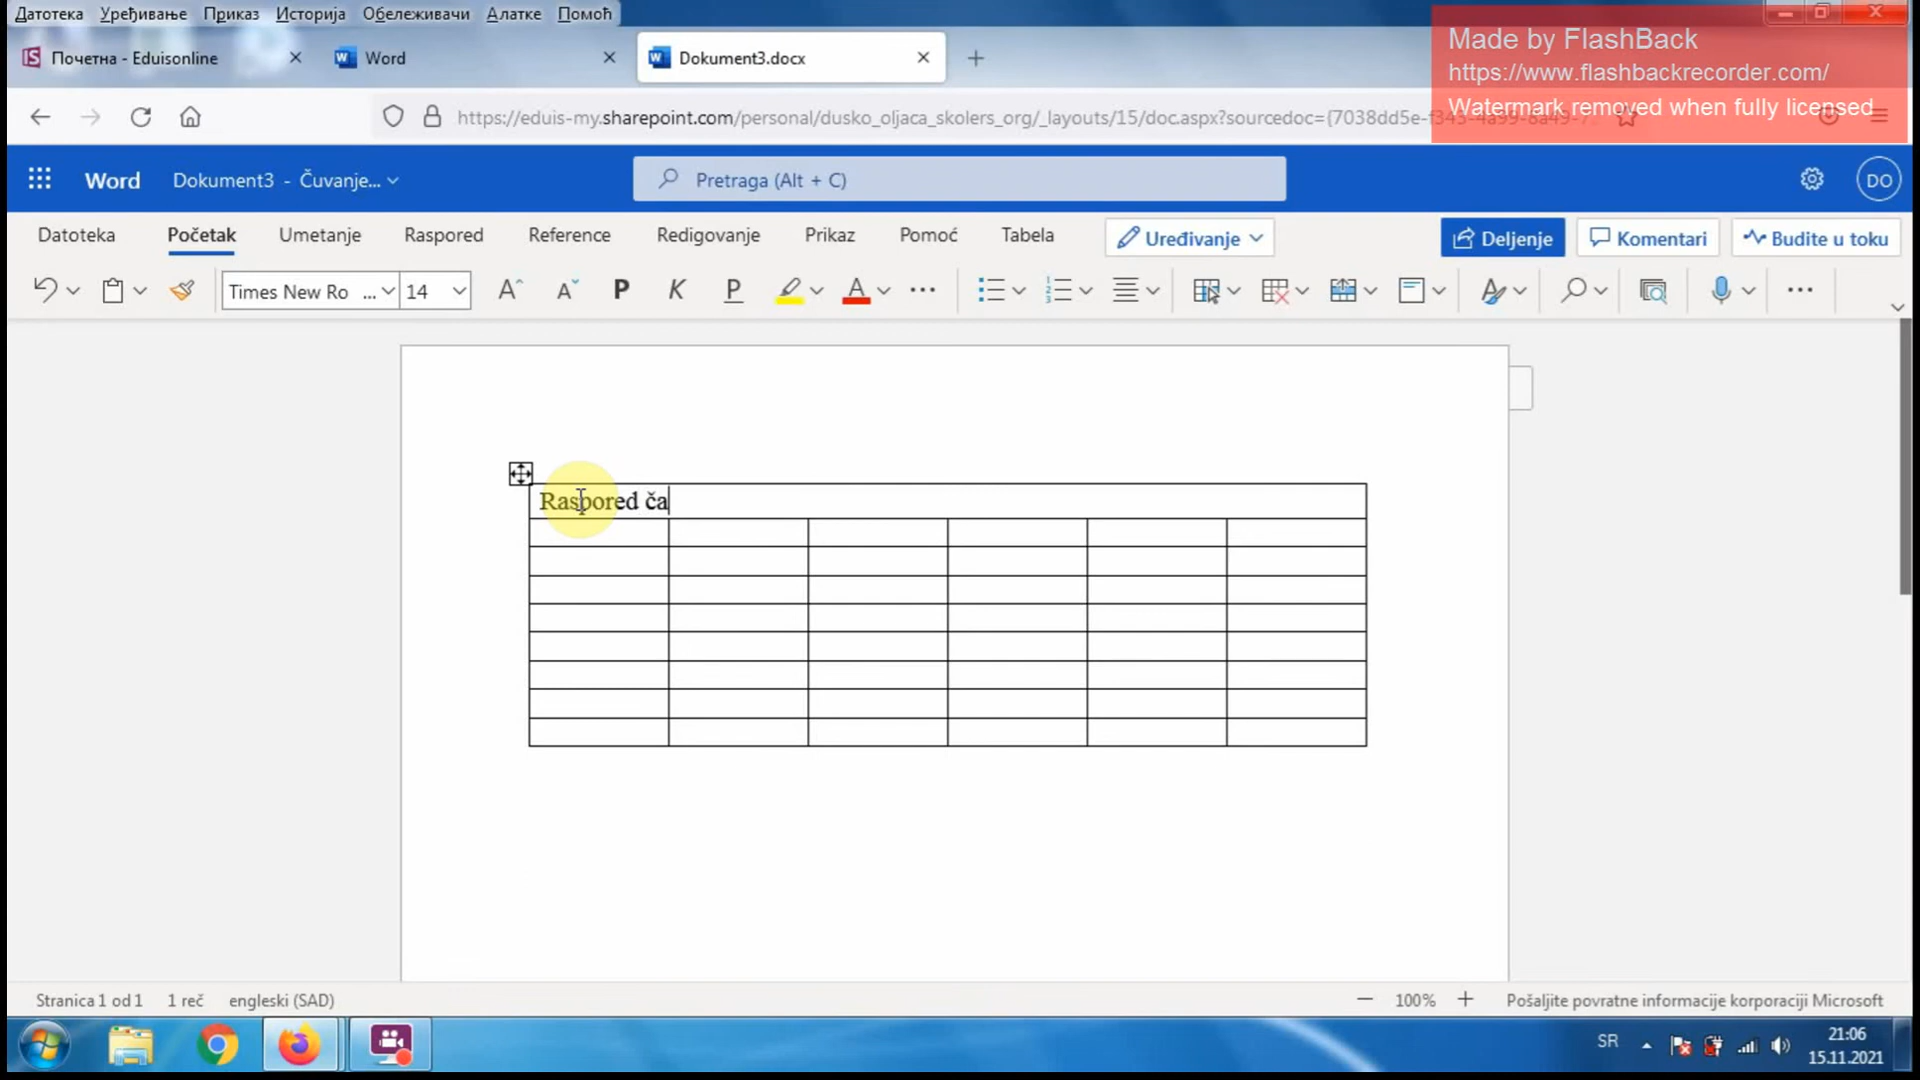 Датотека Уређивање Приказ Историја Обележивачи Алатке Помоћ
Made by FlashBack
https://www.flashbackrecorder.com/
Watermark removed when fully licensed
Почетна - Eduisonline
Word
Dokument3.docx
https://eduis-my.sharepoint.com/personal/dusko_oljaca_skolers_org/_layouts/15/doc.aspx?sourcedoc={7038dd5e-f343-4a99-8a49-7
Word Dokument3 - Čuvanje... Pretraga (Alt + C) DO
Datoteka Početak Umetanje Raspored Reference Redigovanje Prikaz Pomoć Tabela Uređivanje Deljenje Komentari Budite u toku
Times New Ro ... 14 P K P A
Raspored ča
Stranica 1 od 1 1 reč engleski (SAD) 100% Pošaljite povratne informacije korporaciji Microsoft
SR 21:06
15.11.2021